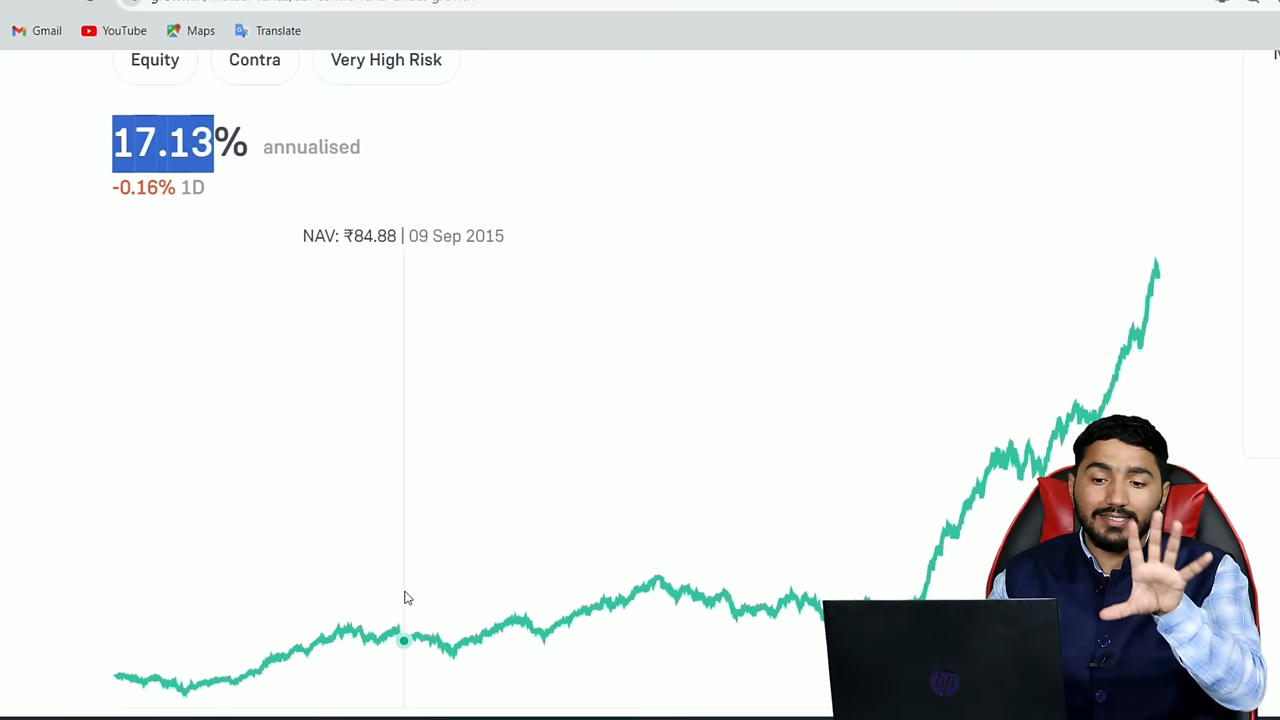 Gmail YouTube Maps Translate
Equity Contra Very High Risk
17.13% annualised
-0.16% 1D
NAV: ₹84.88 | 09 Sep 2015
hp